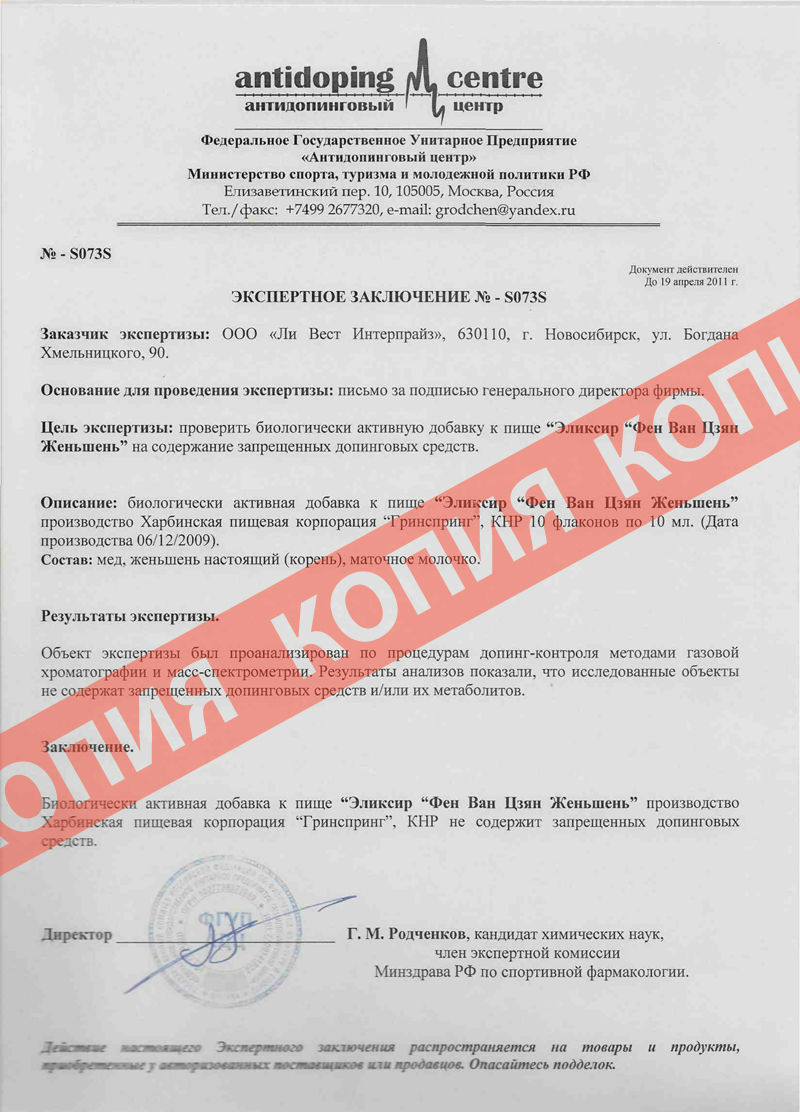 antidoping centre
антидопинговый центр
Федеральное Государственное Унитарное Предприятие
«Антидопинговый центр»
Министерство спорта, туризма и молодежной политики РФ
Елизаветинский пер. 10, 105005, Москва, Россия
Тел./факс: +7499 2677320, e-mail: grodchen@yandex.ru
№ - S073S
Документ действителен
До 19 апреля 2011 г.
ЭКСПЕРТНОЕ ЗАКЛЮЧЕНИЕ № - S073S
Заказчик экспертизы: ООО «Ли Вест Интерпрайз», 630110, г. Новосибирск, ул. Богдана
Хмельницкого, 90.
Основание для проведения экспертизы: письмо за подписью генерального директора фирмы.
Цель экспертизы: проверить биологически активную добавку к пище “Эликсир “Фен Ван Цзян
Женьшень” на содержание запрещенных допинговых средств.
Описание: биологически активная добавка к пище “Эликсир “Фен Ван Цзян Женьшень”
производство Харбинская пищевая корпорация “Гринспринг”, КНР 10 флаконов по 10 мл. (Дата
производства 06/12/2009).
Состав: мед, женьшень настоящий (корень), маточное молочко.
Результаты экспертизы.
Объект экспертизы был проанализирован по процедурам допинг-контроля методами газовой
хроматографии и масс-спектрометрии. Результаты анализов показали, что исследованные объекты
не содержат запрещенных допинговых средств и/или их метаболитов.
Заключение.
Биологически активная добавка к пище “Эликсир “Фен Ван Цзян Женьшень” производство
Харбинская пищевая корпорация “Гринспринг”, КНР не содержит запрещенных допинговых
средств.
ФГУП
Директор Г. М. Родченков, кандидат химических наук,
член экспертной комиссии
Минздрава РФ по спортивной фармакологии.
Действие настоящего Экспертного заключения распространяется на товары и продукты,
приобретенные у авторизованных поставщиков или продавцов. Опасайтесь подделок.
КОПИЯ КОПИЯ КОПИЯ КОПИ